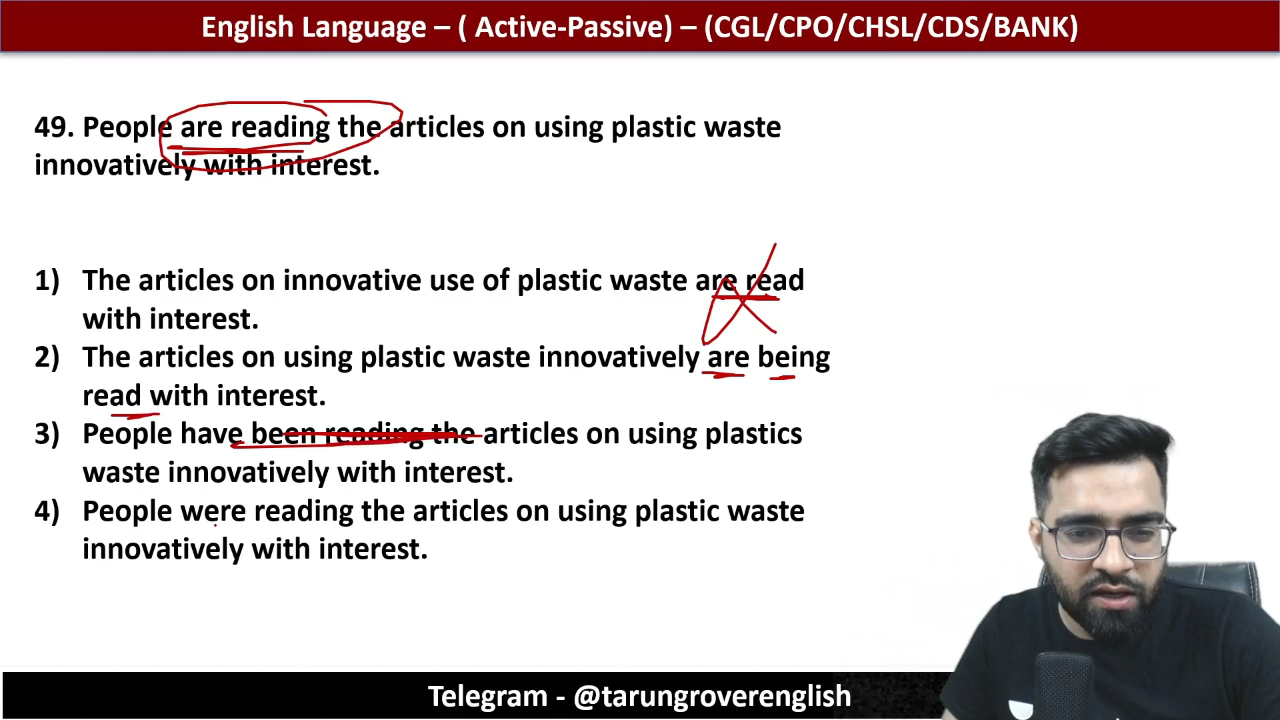 English Language – ( Active-Passive) – (CGL/CPO/CHSL/CDS/BANK)
49. People are reading the articles on using plastic waste
innovatively with interest.
1) The articles on innovative use of plastic waste are read
with interest.
2) The articles on using plastic waste innovatively are being
read with interest.
3) People have been reading the articles on using plastics
waste innovatively with interest.
4) People were reading the articles on using plastic waste
innovatively with interest.
Telegram - @tarungroverenglish